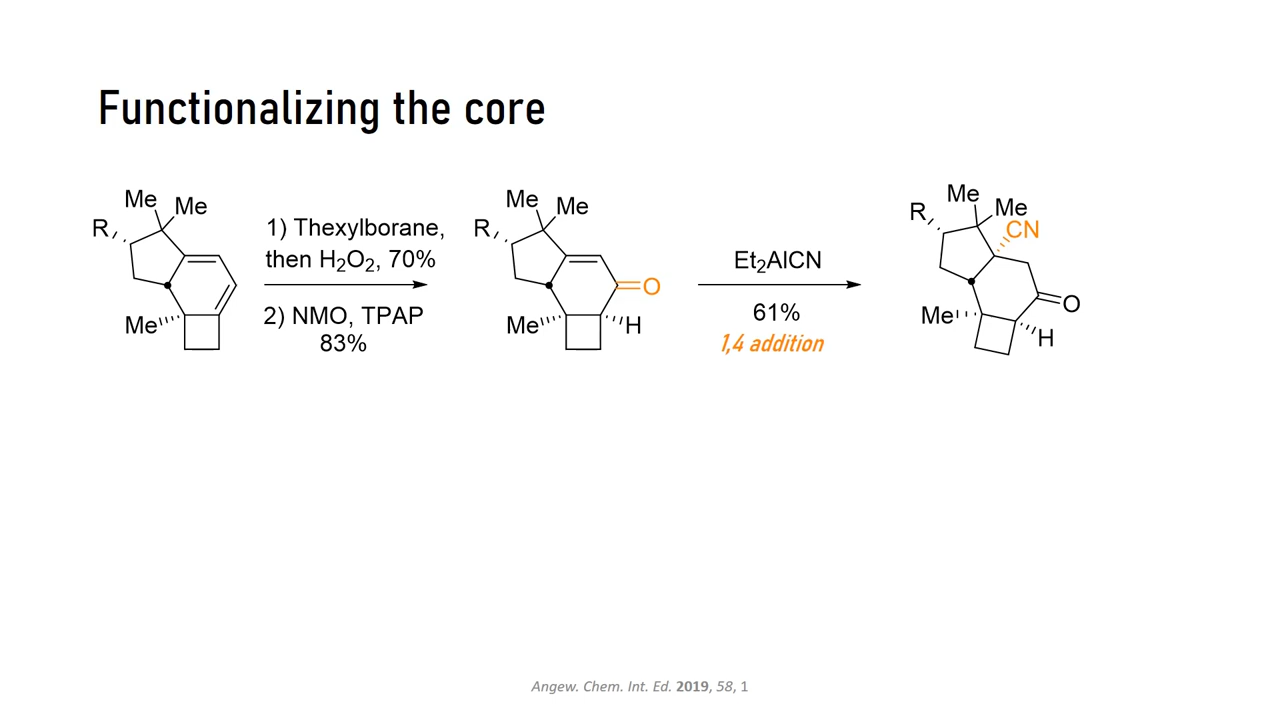 Functionalizing the core
Me
Me
R
Me
1) Thexylborane,
then H₂O₂, 70%
2) NMO, TPAP
83%
Me
Me
R
O
Me
H
Et₂AlCN
61%
1,4 addition
Me
Me
R
CN
O
Me
H
Angew. Chem. Int. Ed. 2019, 58, 1